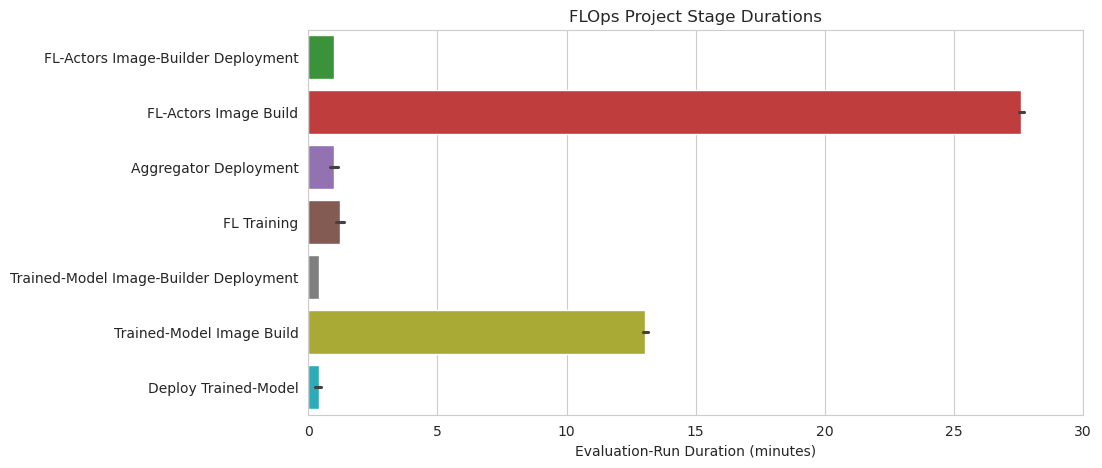 FLOps Project Stage Durations
FL-Actors Image-Builder Deployment
FL-Actors Image Build
Aggregator Deployment
FL Training
Trained-Model Image-Builder Deployment
Trained-Model Image Build
Deploy Trained-Model
0 5 10 15 20 25 30
Evaluation-Run Duration (minutes)